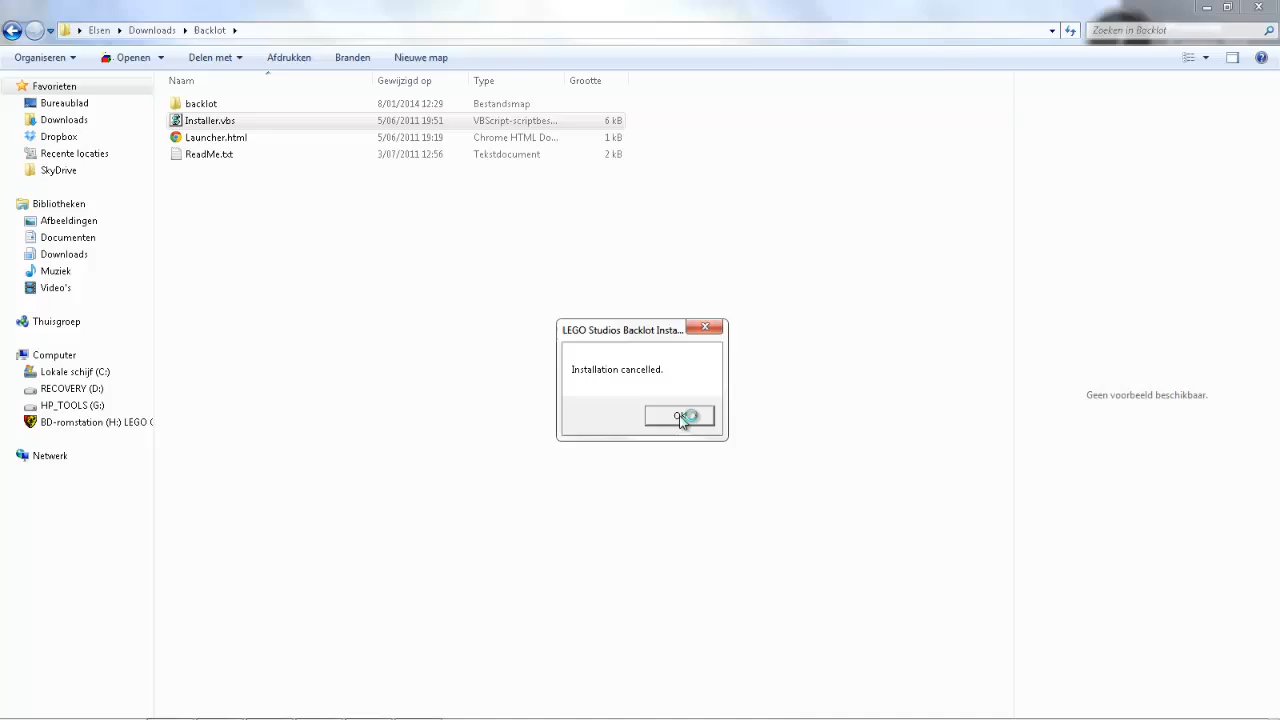 Elsen Downloads Backlot
Zoeken in Backlot
Organiseren Openen Delen met Afdrukken Branden Nieuwe map
Favorieten
Bureaublad
Downloads
Dropbox
Recente locaties
SkyDrive
Bibliotheken
Afbeeldingen
Documenten
Downloads
Muziek
Video's
Thuisgroep
Computer
Lokale schijf (C:)
RECOVERY (D:)
HP_TOOLS (G:)
BD-romstation (H:) LEGO
Netwerk
Naam Gewijzigd op Type Grootte
backlot 8/01/2014 12:29 Bestandsmap
Installer.vbs 5/06/2011 19:51 VBScript-scriptbes... 6 kB
Launcher.html 5/06/2011 19:19 Chrome HTML Do... 1 kB
ReadMe.txt 3/07/2011 12:56 Tekstdocument 2 kB
LEGO Studios Backlot Insta...
Installation cancelled.
OK
Geen voorbeeld beschikbaar.